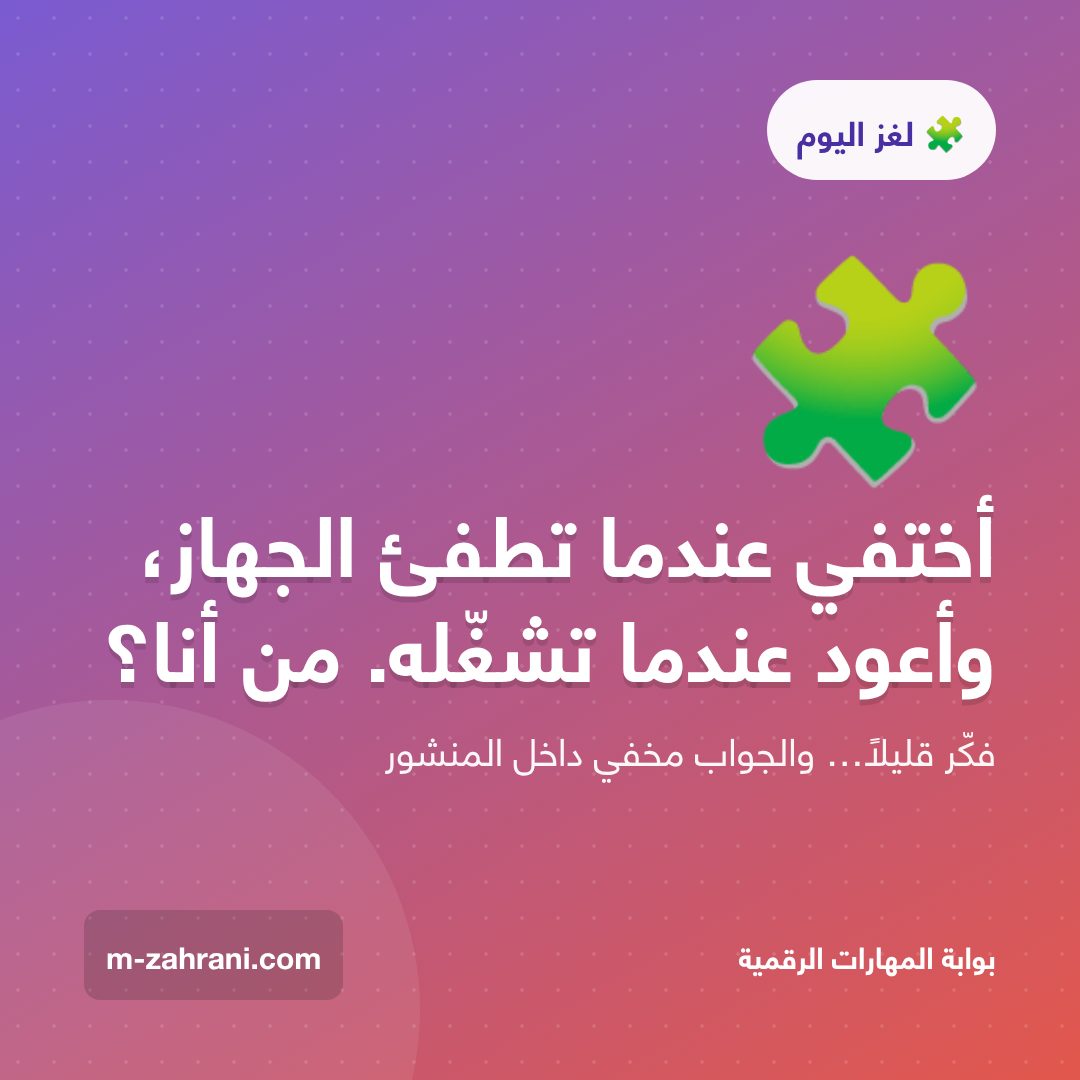 🧩 لغز اليوم
أختفي عندما تطفئ الجهاز،
وأعود عندما تشغّله. من أنا؟
فكّر قليلاً... والجواب مخفي داخل المنشور
بوابة المهارات الرقمية
m-zahrani.com